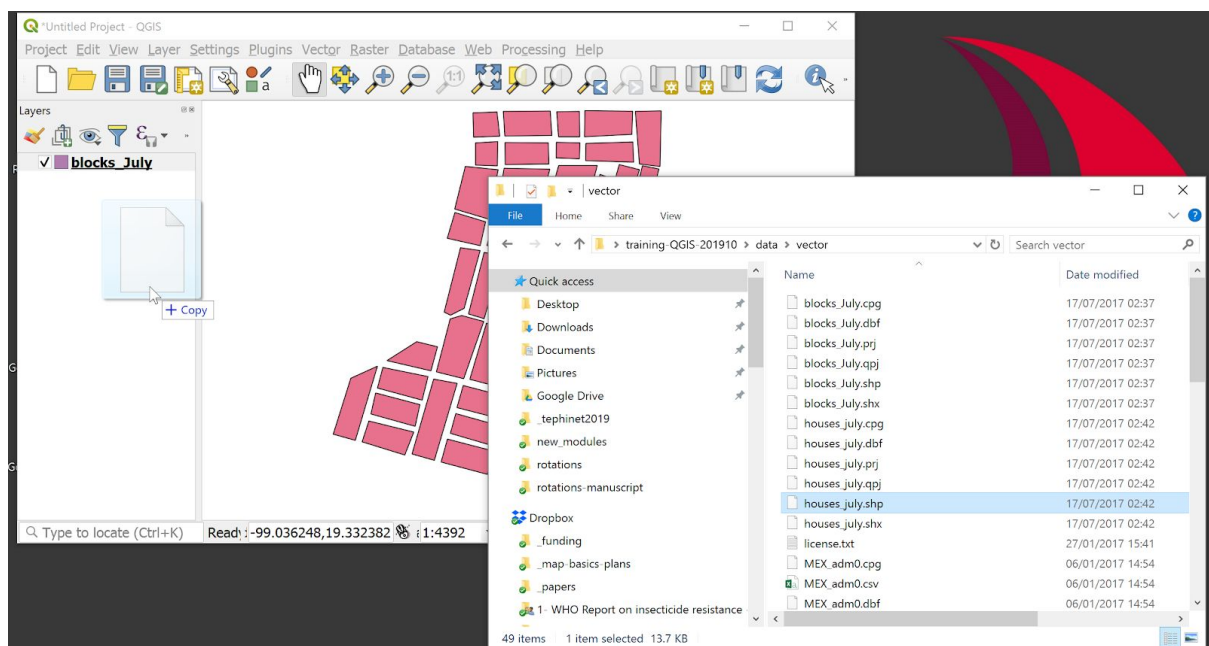 *Untitled Project - QGIS
Project Edit View Layer Settings Plugins Vector Raster Database Web Processing Help
1:1
a
Layers
blocks_July
+ Copy
Type to locate (Ctrl+K)
Ready
-99.036248,19.332382
1:4392
vector
File Home Share View
training-QGIS-201910 > data > vector
Search vector
Quick access
Desktop
Downloads
Documents
Pictures
Google Drive
_tephinet2019
new_modules
rotations
rotations-manuscript
Dropbox
_funding
_map-basics-plans
_papers
1- WHO Report on insecticide resistance
Name Date modified
blocks_July.cpg 17/07/2017 02:37
blocks_July.dbf 17/07/2017 02:37
blocks_July.prj 17/07/2017 02:37
blocks_July.qpj 17/07/2017 02:37
blocks_July.shp 17/07/2017 02:37
blocks_July.shx 17/07/2017 02:37
houses_july.cpg 17/07/2017 02:42
houses_july.dbf 17/07/2017 02:42
houses_july.prj 17/07/2017 02:42
houses_july.qpj 17/07/2017 02:42
houses_july.shp 17/07/2017 02:42
houses_july.shx 17/07/2017 02:42
license.txt 27/01/2017 15:41
MEX_adm0.cpg 06/01/2017 14:54
MEX_adm0.csv 06/01/2017 14:54
MEX_adm0.dbf 06/01/2017 14:54
49 items 1 item selected 13.7 KB